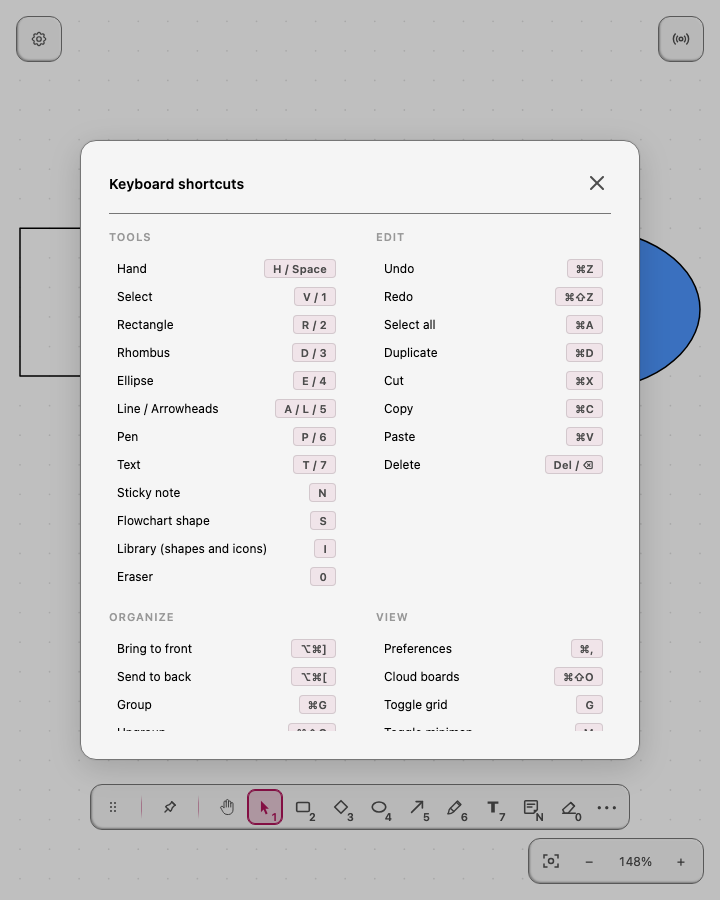 Keyboard shortcuts
TOOLS
Hand H / Space
Select V / 1
Rectangle R / 2
Rhombus D / 3
Ellipse E / 4
Line / Arrowheads A / L / 5
Pen P / 6
Text T / 7
Sticky note N
Flowchart shape S
Library (shapes and icons) I
Eraser 0
EDIT
Undo ⌘Z
Redo ⌘⇧Z
Select all ⌘A
Duplicate ⌘D
Cut ⌘X
Copy ⌘C
Paste ⌘V
Delete Del / ⌫
ORGANIZE
Bring to front ⌥⌘]
Send to back ⌥⌘[
Group ⌘G
VIEW
Preferences ⌘,
Cloud boards ⌘⇧O
Toggle grid G
1 2 3 4 5 6 T 7 N 0
− 148% +